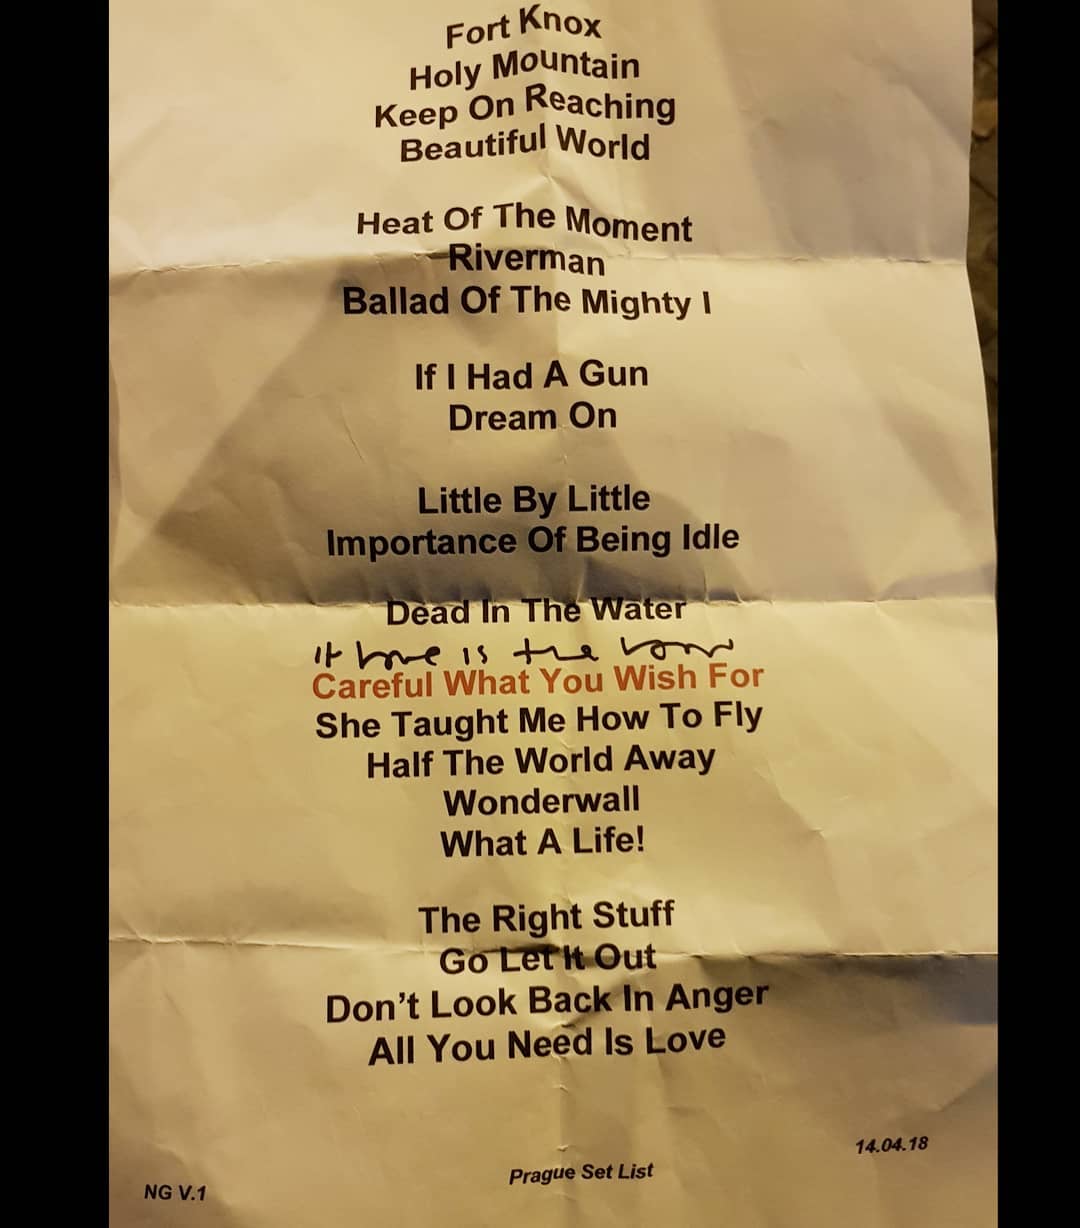 Fort Knox
Holy Mountain
Keep On Reaching
Beautiful World
Heat Of The Moment
Riverman
Ballad Of The Mighty I
If I Had A Gun
Dream On
Little By Little
Importance Of Being Idle
Dead In The Water
If love is the law
Careful What You Wish For
She Taught Me How To Fly
Half The World Away
Wonderwall
What A Life!
The Right Stuff
Go Let It Out
Don’t Look Back In Anger
All You Need Is Love
14.04.18
Prague Set List
NG V.1